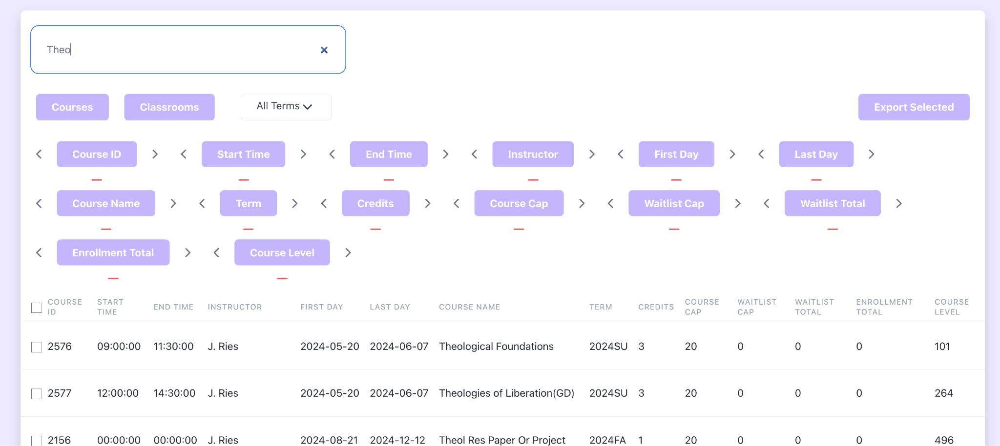 Theo
Courses Classrooms All Terms Export Selected
Course ID Start Time End Time Instructor First Day Last Day
Course Name Term Credits Course Cap Waitlist Cap Waitlist Total
Enrollment Total Course Level
COURSE ID START TIME END TIME INSTRUCTOR FIRST DAY LAST DAY COURSE NAME TERM CREDITS COURSE CAP WAITLIST CAP WAITLIST TOTAL ENROLLMENT TOTAL COURSE LEVEL
2576 09:00:00 11:30:00 J. Ries 2024-05-20 2024-06-07 Theological Foundations 2024SU 3 20 0 0 0 101
2577 12:00:00 14:30:00 J. Ries 2024-05-20 2024-06-07 Theologies of Liberation(GD) 2024SU 3 20 0 0 0 264
2156 00:00:00 00:00:00 J. Ries 2024-08-21 2024-12-12 Theol Res Paper Or Project 2024FA 1 20 0 0 0 496